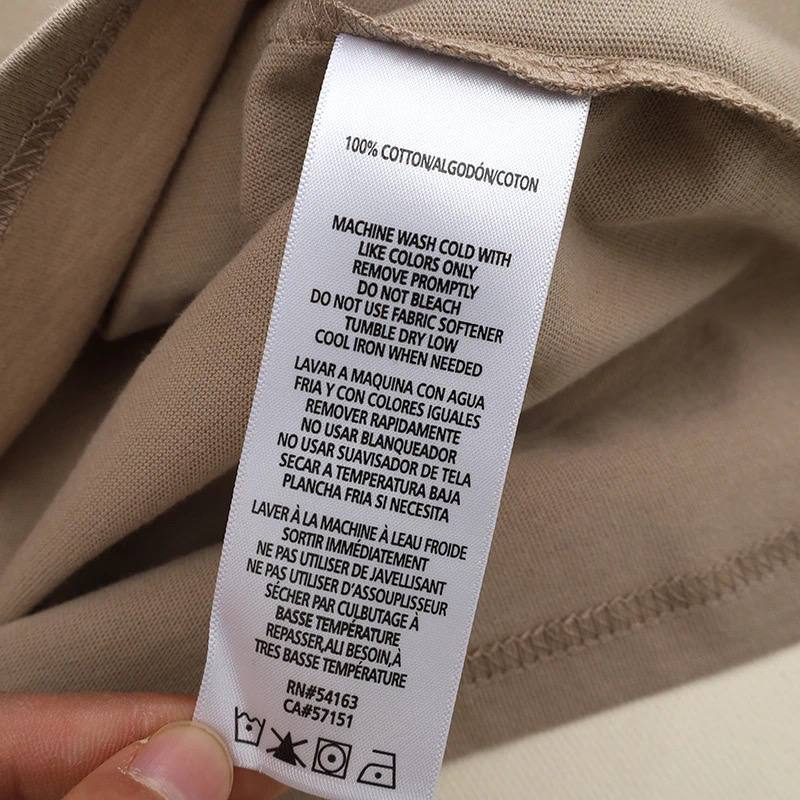 100% COTTON/ALGODÓN/COTON
MACHINE WASH COLD WITH
LIKE COLORS ONLY
REMOVE PROMPTLY
DO NOT BLEACH
DO NOT USE FABRIC SOFTENER
TUMBLE DRY LOW
COOL IRON WHEN NEEDED
LAVAR A MAQUINA CON AGUA
FRIA Y CON COLORES IGUALES
REMOVER RAPIDAMENTE
NO USAR BLANQUEADOR
NO USAR SUAVISADOR DE TELA
SECAR A TEMPERATURA BAJA
PLANCHA FRIA SI NECESITA
LAVER À LA MACHINE À LEAU FROIDE
SORTIR IMMÉDIATEMENT
NE PAS UTILISER DE JAVELLISANT
NE PAS UTILISER D'ASSOUPLISSEUR
SÉCHER PAR CULBUTAGE À
BASSE TEMPÉRATURE
REPASSER,ALI BESOIN,À
TRES BASSE TEMPÉRATURE
RN#54163
CA#57151